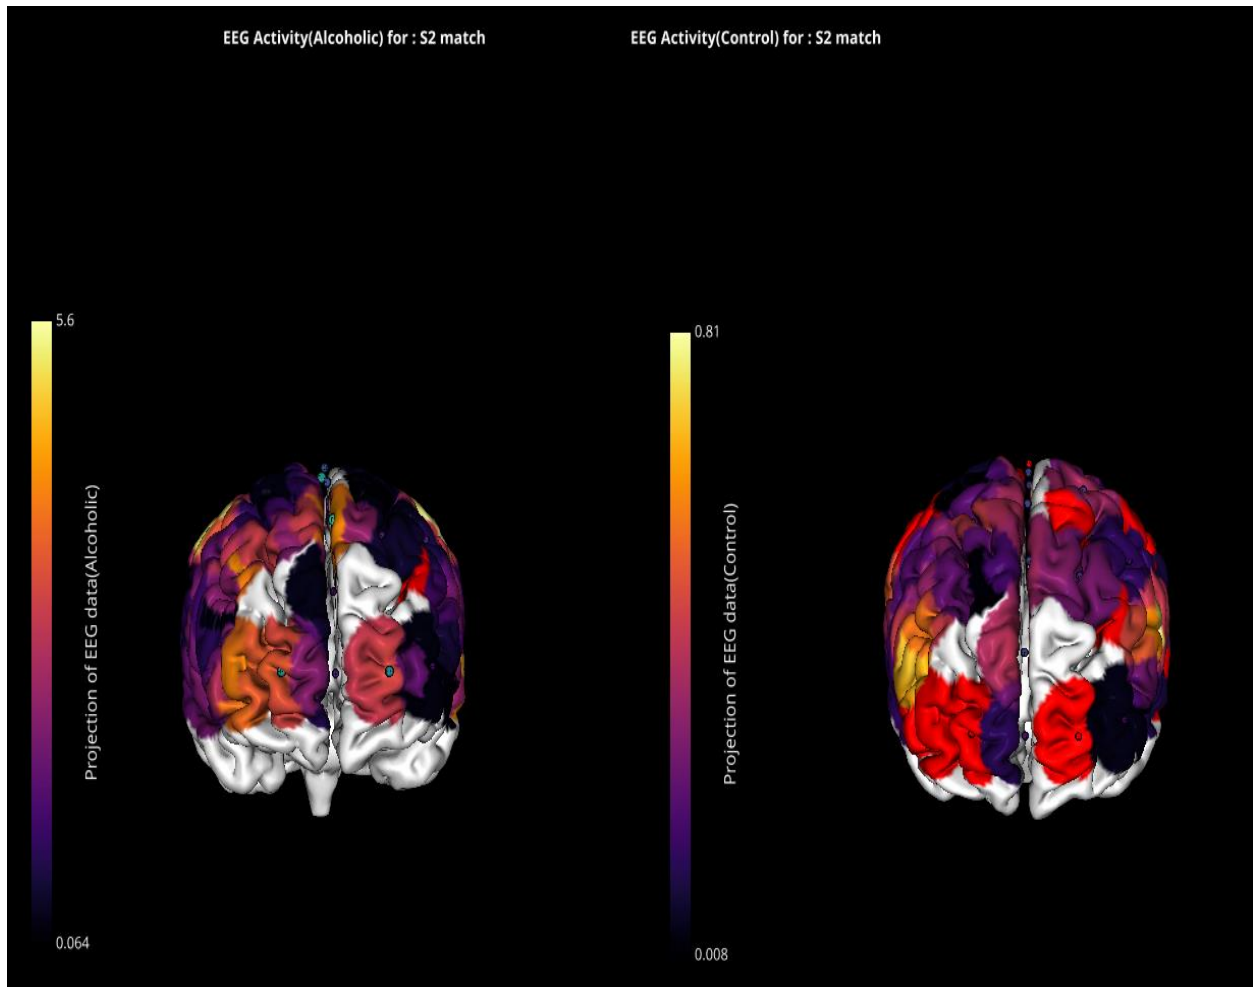 EEG Activity(Alcoholic) for : S2 match
EEG Activity(Control) for : S2 match
5.6
Projection of EEG data(Alcoholic)
0.064
0.81
Projection of EEG data(Control)
0.008